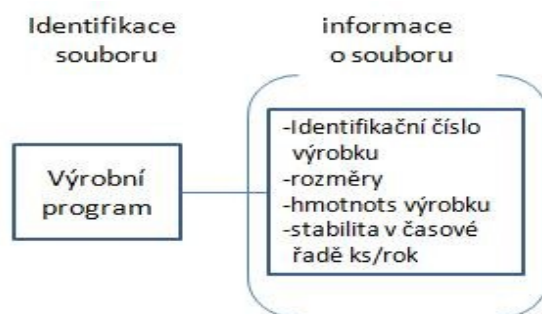 Identifikace
souboru
informace
o souboru
Výrobní
program
-Identifikační číslo
výrobku
-rozměry
-hmotnots výrobku
-stabilita v časové
řadě ks/rok